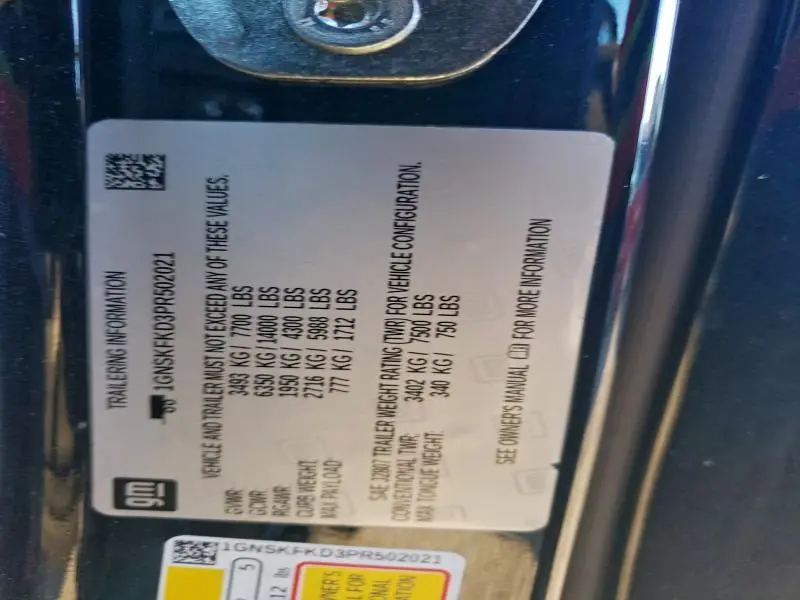 gm
TRAILERING INFORMATION
1GNSKFKD3PR502021
VEHICLE AND TRAILER MUST NOT EXCEED ANY OF THESE VALUES.
GVWR: 3493 KG / 7700 LBS
GCWR: 6350 KG / 14000 LBS
RGAWR: 1950 KG / 4300 LBS
CURB WEIGHT: 2716 KG / 5988 LBS
MAX PAYLOAD: 777 KG / 1712 LBS
SAE J2807 TRAILER WEIGHT RATING (TWR) FOR VEHICLE CONFIGURATION.
CONVENTIONAL TWR: 3402 KG / 7500 LBS
MAX TONGUE WEIGHT: 340 KG / 750 LBS
SEE OWNER'S MANUAL FOR MORE INFORMATION
1GNSKFKD3PR502021
5
12 lbs